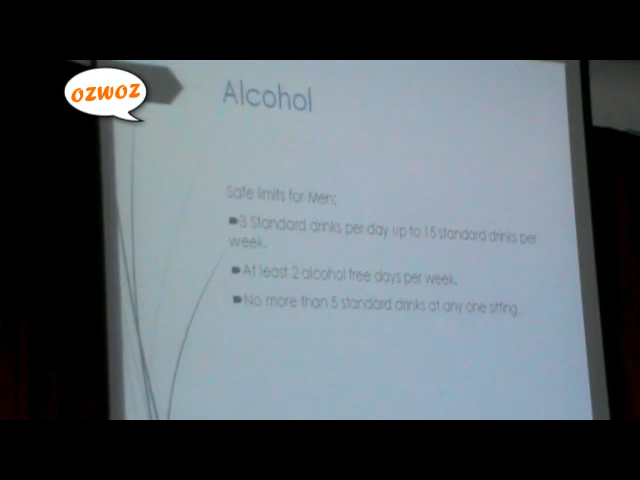 ozwoz
Alcohol
Safe limits for Men:
3 Standard drinks per day up to 15 standard drinks per
week.
At least 2 alcohol free days per week.
No more than 5 standard drinks at any one sitting.